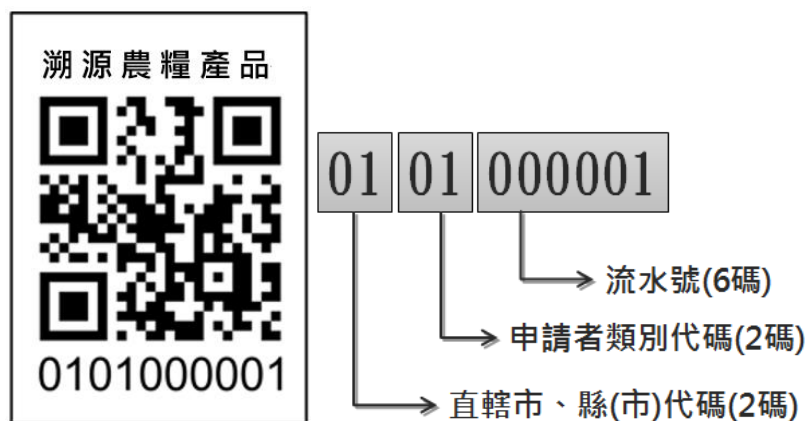 溯源農糧產品
0101000001
01 01 000001
流水號(6碼)
申請者類別代碼(2碼)
直轄市、縣(市)代碼(2碼)